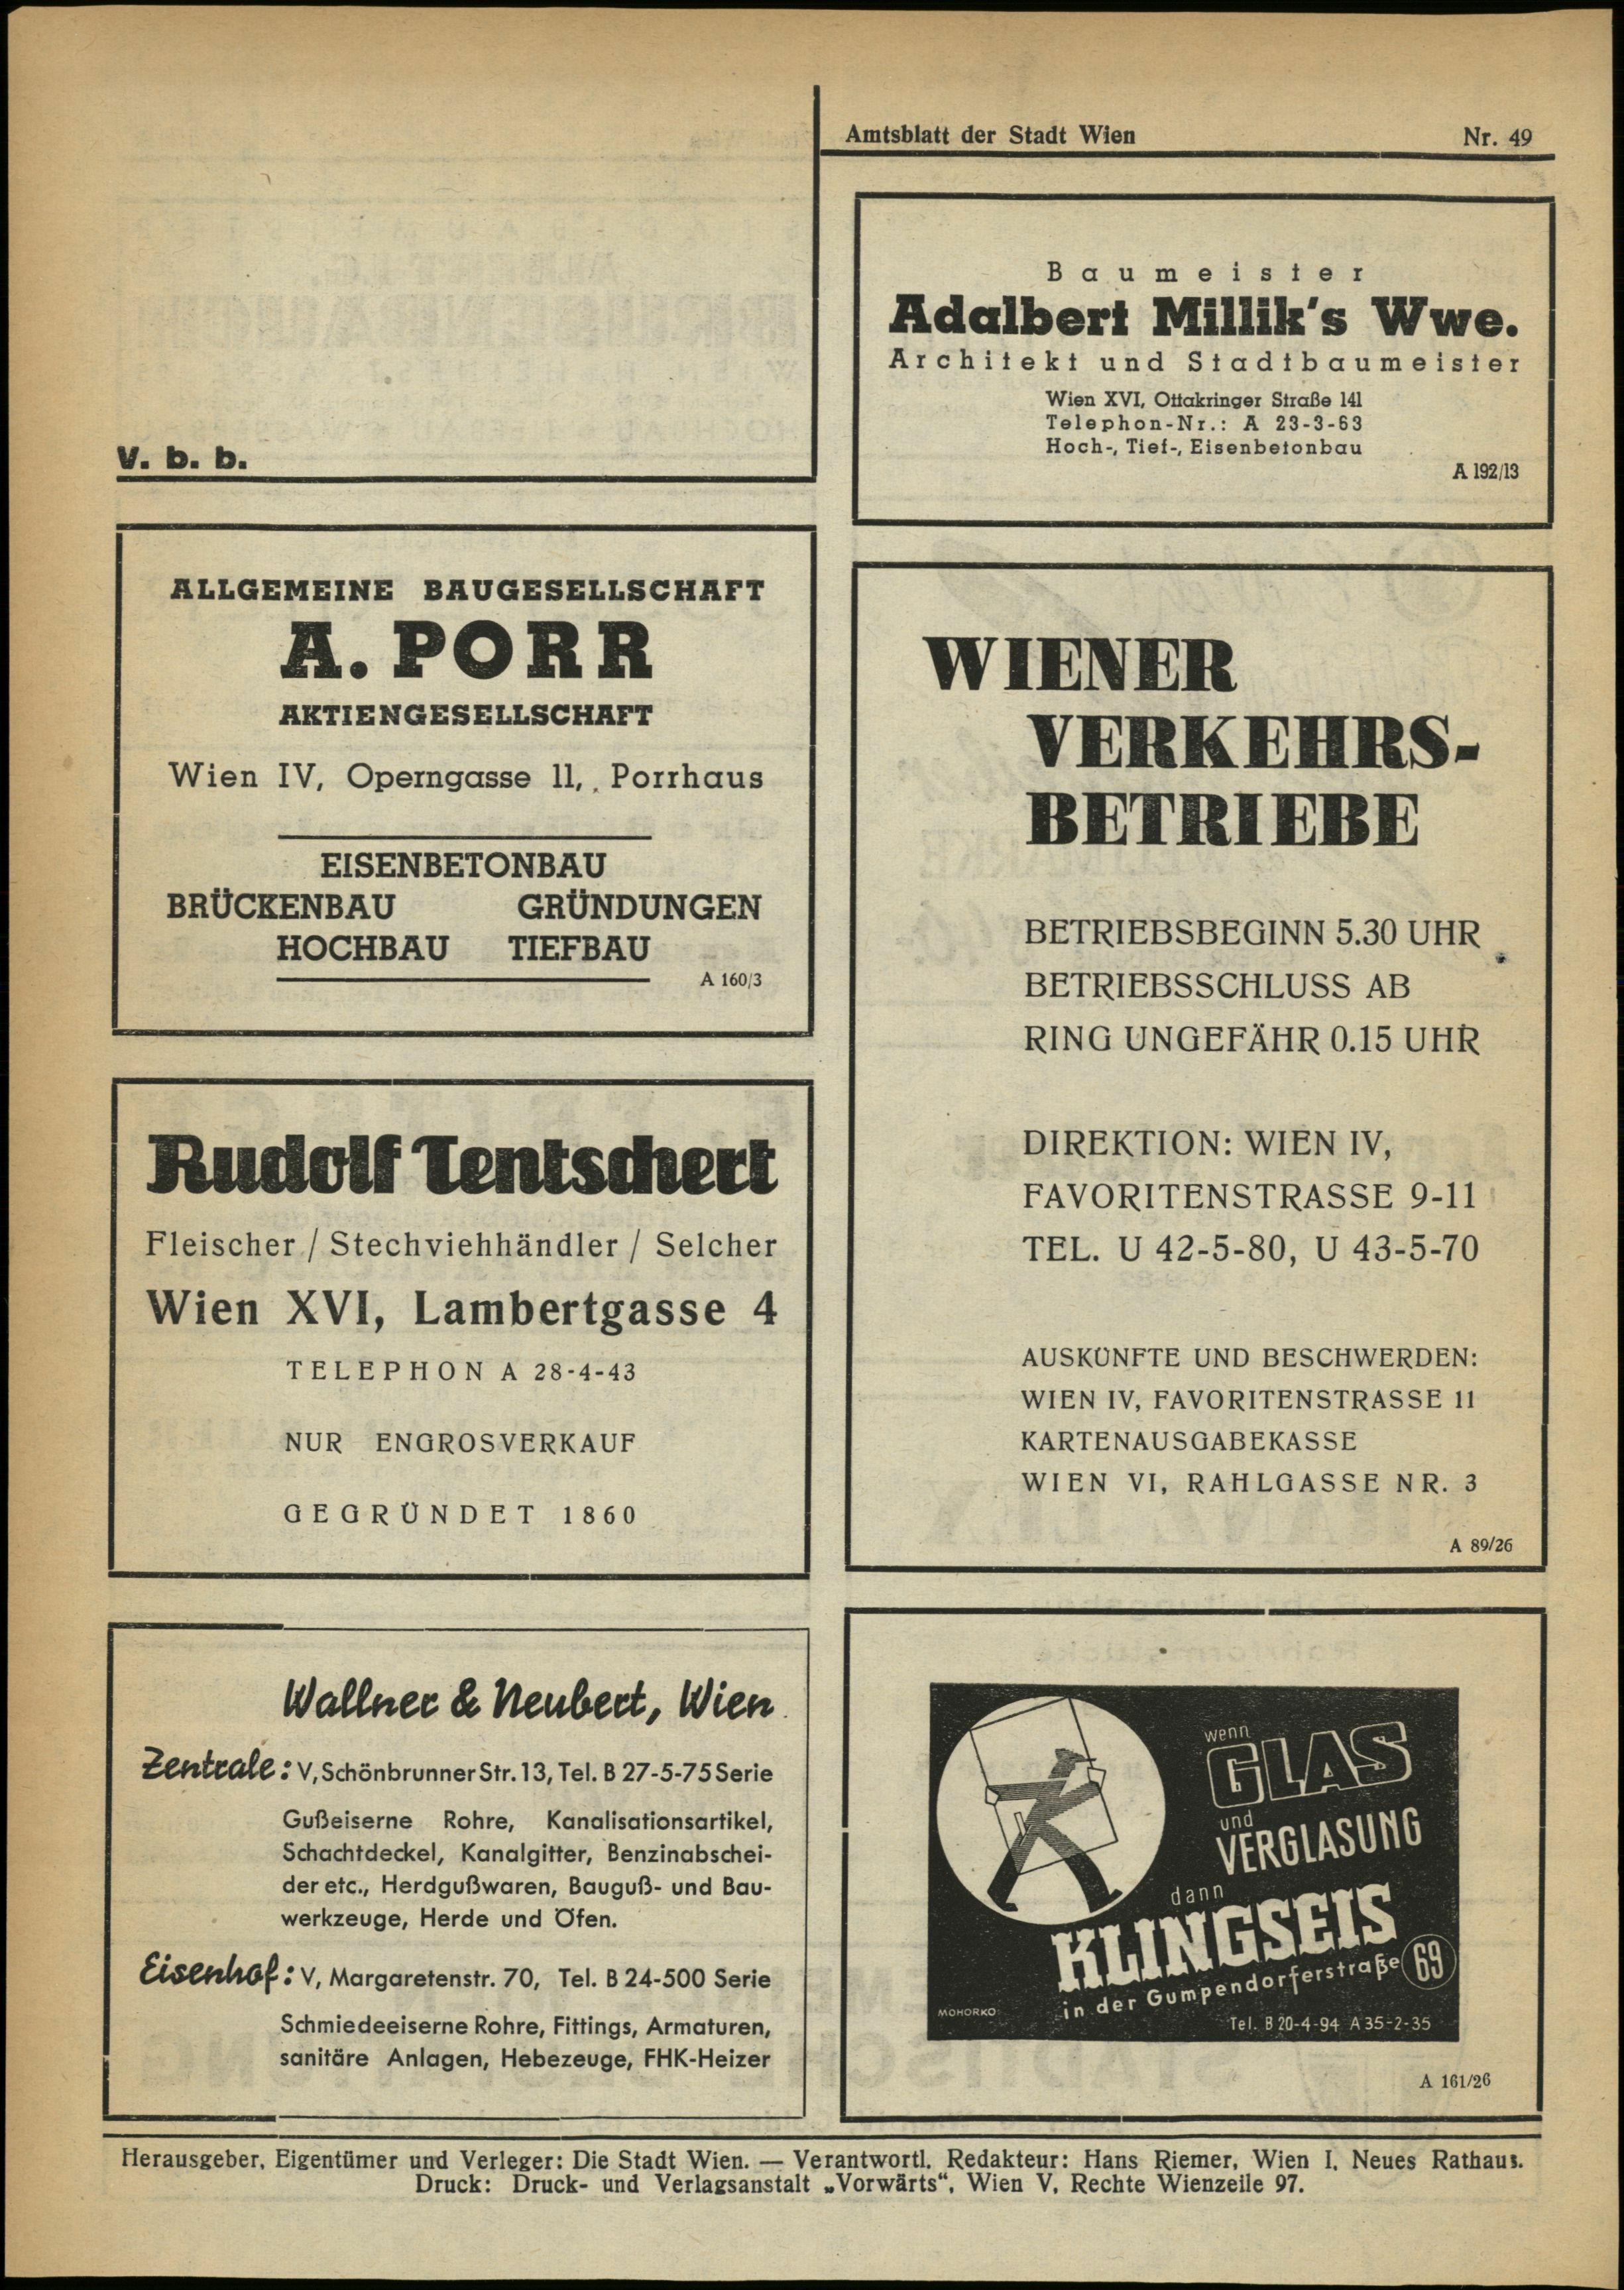 Amtsblatt der Stadt Wien Nr. 49
V. b. b.
Baumeister
Adalbert Millik's Wwe.
Architekt und Stadtbaumeister
Wien XVI, Ottakringer Straße 141
Telephon-Nr.: A 23-3-63
Hoch-, Tief-, Eisenbetonbau
A 192/13
ALLGEMEINE BAUGESELLSCHAFT
A. PORR
AKTIENGESELLSCHAFT
Wien IV, Operngasse 11, Porrhaus
EISENBETONBAU
BRÜCKENBAU GRÜNDUNGEN
HOCHBAU TIEFBAU
A 160/3
WIENER
VERKEHRS-
BETRIEBE
BETRIEBSBEGINN 5.30 UHR
BETRIEBSSCHLUSS AB
RING UNGEFÄHR 0.15 UHR
DIREKTION: WIEN IV,
FAVORITENSTRASSE 9-11
TEL. U 42-5-80, U 43-5-70
AUSKÜNFTE UND BESCHWERDEN:
WIEN IV, FAVORITENSTRASSE 11
KARTENAUSGABEKASSE
WIEN VI, RAHLGASSE NR. 3
A 89/26
Rudolf Tentschert
Fleischer / Stechviehhändler / Selcher
Wien XVI, Lambertgasse 4
TELEPHON A 28-4-43
NUR ENGROSVERKAUF
GEGRÜNDET 1860
Wallner & Neubert, Wien
Zentrale: V, Schönbrunner Str. 13, Tel. B 27-5-75 Serie
Gußeiserne Rohre, Kanalisationsartikel,
Schachtdeckel, Kanalgitter, Benzinabschei-
der etc., Herdgußwaren, Bauguß- und Bau-
werkzeuge, Herde und Öfen.
Eisenhof: V, Margaretenstr. 70, Tel. B 24-500 Serie
Schmiedeeiserne Rohre, Fittings, Armaturen,
sanitäre Anlagen, Hebezeuge, FHK-Heizer
wenn
GLAS
und
VERGLASUNG
dann
KLINGSEIS
in der Gumpendorferstraße 69
MOHORKO
Tel. B 20-4-94 A 35-2-35
A 161/26
Herausgeber, Eigentümer und Verleger: Die Stadt Wien. — Verantwortl. Redakteur: Hans Riemer, Wien I, Neues Rathaus.
Druck: Druck- und Verlagsanstalt „Vorwärts“, Wien V, Rechte Wienzeile 97.